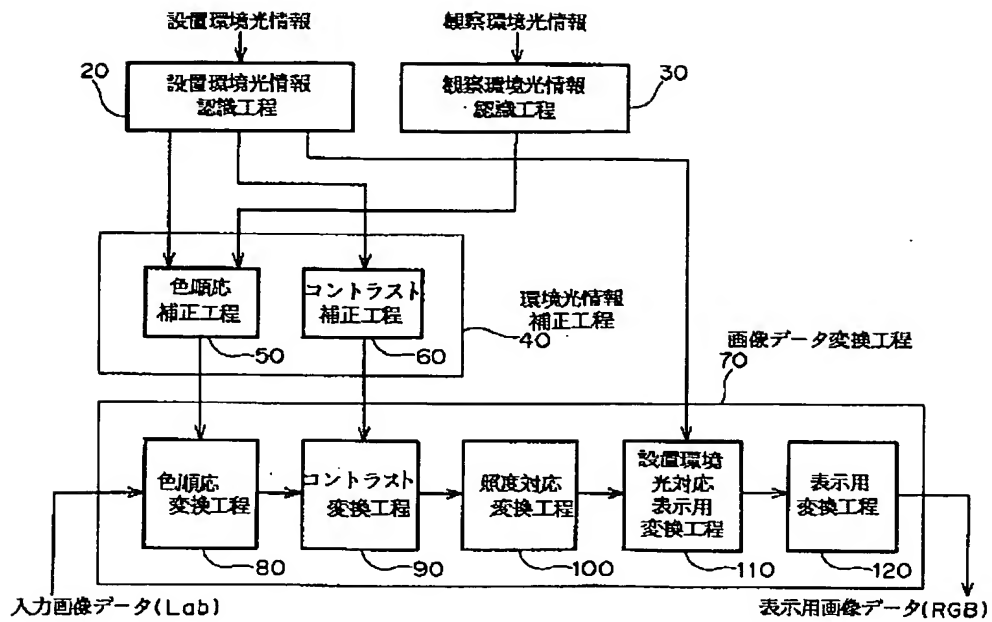 設置環境光情報
観察環境光情報
20
設置環境光情報
認識工程
観察環境光情報
認識工程
30
色順応
補正工程
50
コントラスト
補正工程
60
環境光情報
補正工程
40
画像データ変換工程
70
色順応
変換工程
80
コントラスト
変換工程
90
照度対応
変換工程
100
設置環境
光対応
表示用
変換工程
110
表示用
変換工程
120
入力画像データ(Lab)
表示用画像データ(RGB)